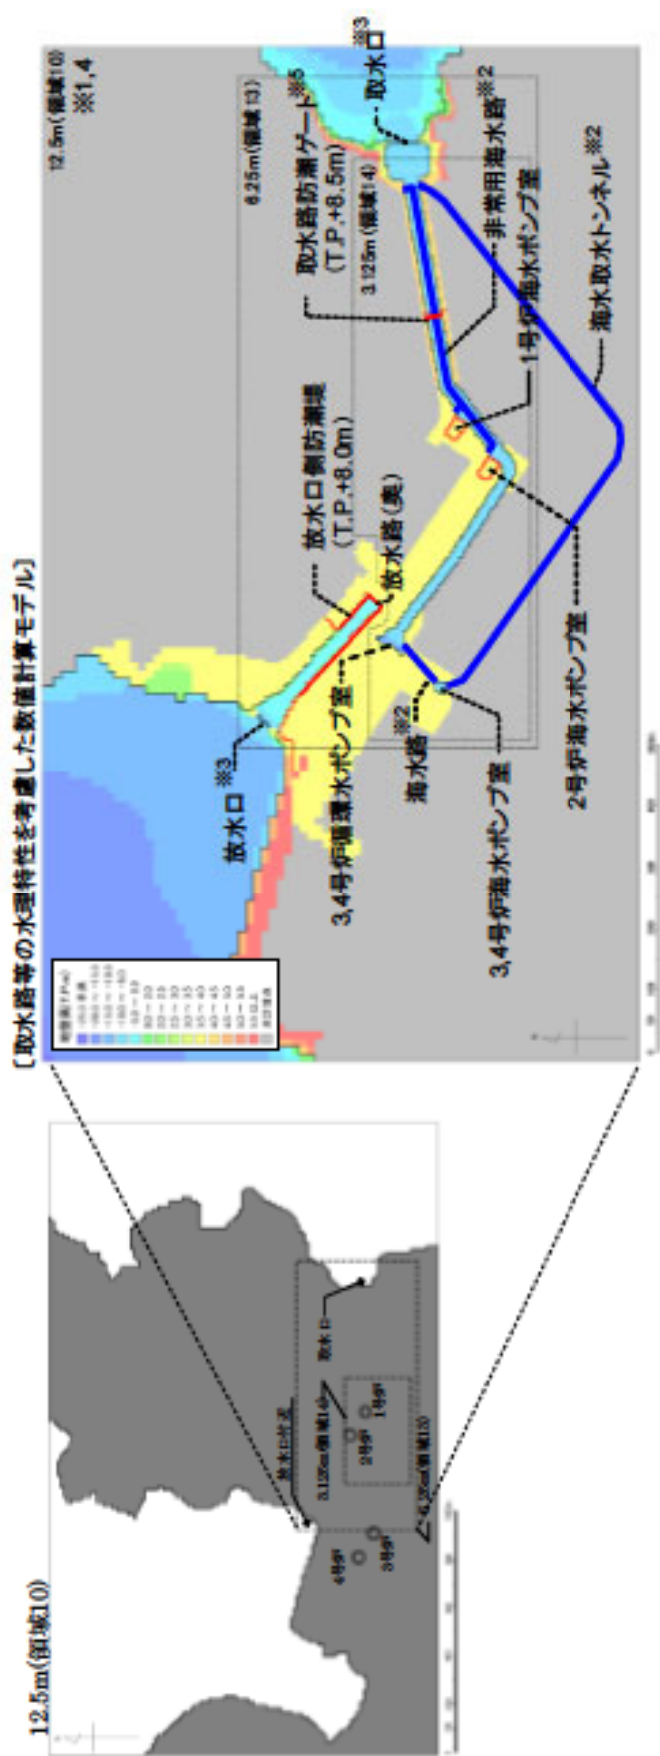 [取水路等の水理特性を考慮した数値計算モデル]
12.5m(領域10)
※1,4
6.25m(領域13)
3.125m(領域14)
取水路防潮ゲート※5
(T.P.+8.5m)
取水口※3
非常用海水路※2
1号炉海水ポンプ室
海水取水トンネル※2
放水口側防潮堤
(T.P.+8.0m)
放水路(奥)
放水口※3
3,4号炉循環水ポンプ室
海水路※2
3,4号炉海水ポンプ室
2号炉海水ポンプ室
12.5m(領域10)
放水口付近
3.125m(領域14)
取水口
1号炉
2号炉
3号炉
4号炉
6.25m(領域13)